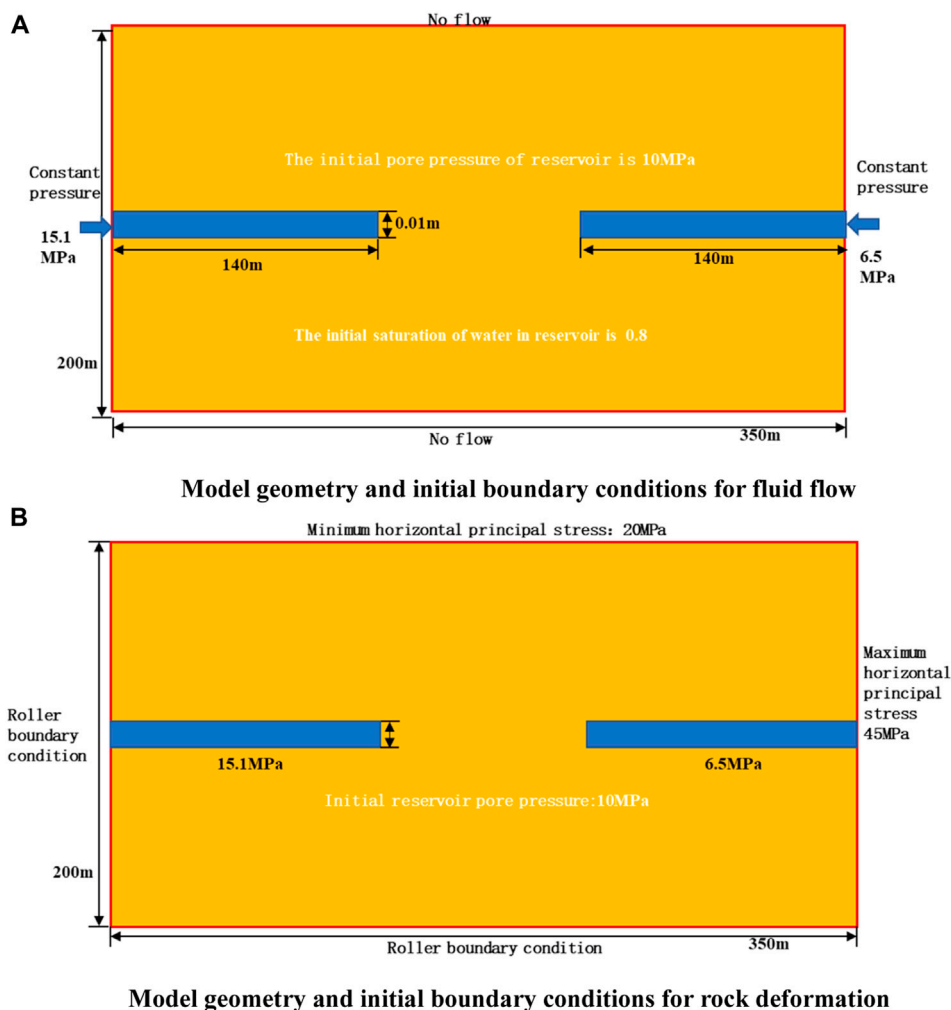 A
No flow
The initial pore pressure of reservoir is 10MPa
Constant
pressure
15.1
MPa
0.01m
Constant
pressure
6.5
MPa
140m
140m
The initial saturation of water in reservoir is 0.8
200m
350m
No flow
Model geometry and initial boundary conditions for fluid flow
B
Minimum horizontal principal stress: 20MPa
Roller
boundary
condition
Maximum
horizontal
principal
stress
45MPa
15.1MPa
6.5MPa
Initial reservoir pore pressure:10MPa
200m
350m
Roller boundary condition
Model geometry and initial boundary conditions for rock deformation